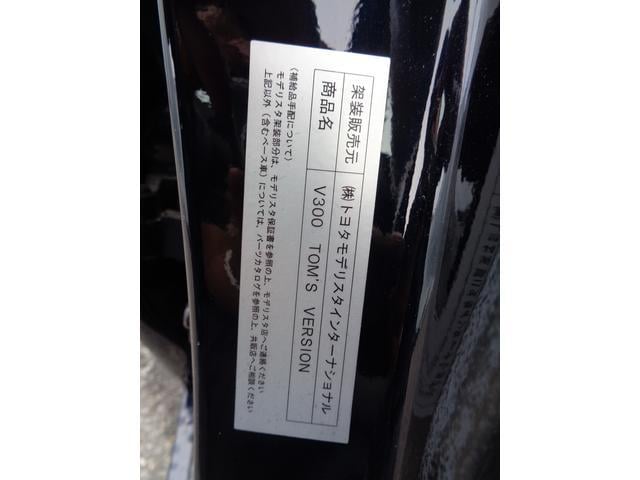 架装販売元 ㈱トヨタモデリスタインターナショナル
商品名 V300 TOM'S VERSION
(補給品手配について)
モデリスタ架装部分は、モデリスタ保証書を参照の上、モデリスタ店へご連絡ください
上記以外(含むベース車)については、パーツカタログを参照の上、共販店へご相談ください